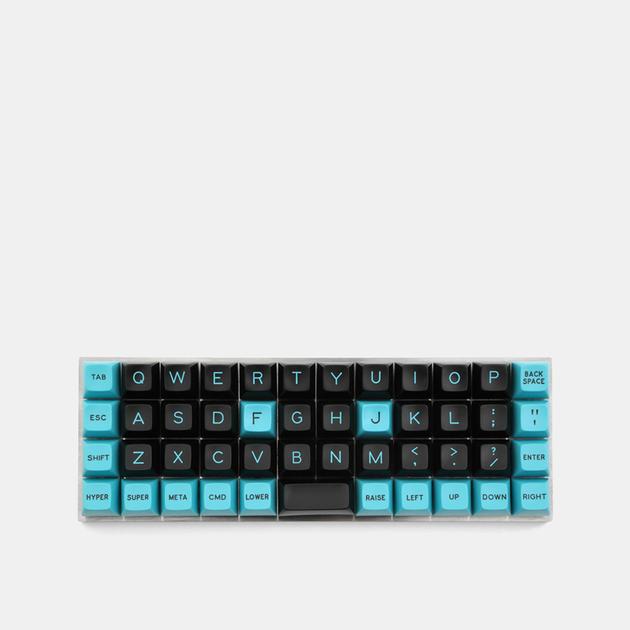 TAB Q W E R T Y U I O P BACK SPACE
ESC A S D F G H J K L : ; " '
SHIFT Z X C V B N M < , > . ? / ENTER
HYPER SUPER META CMD LOWER RAISE LEFT UP DOWN RIGHT